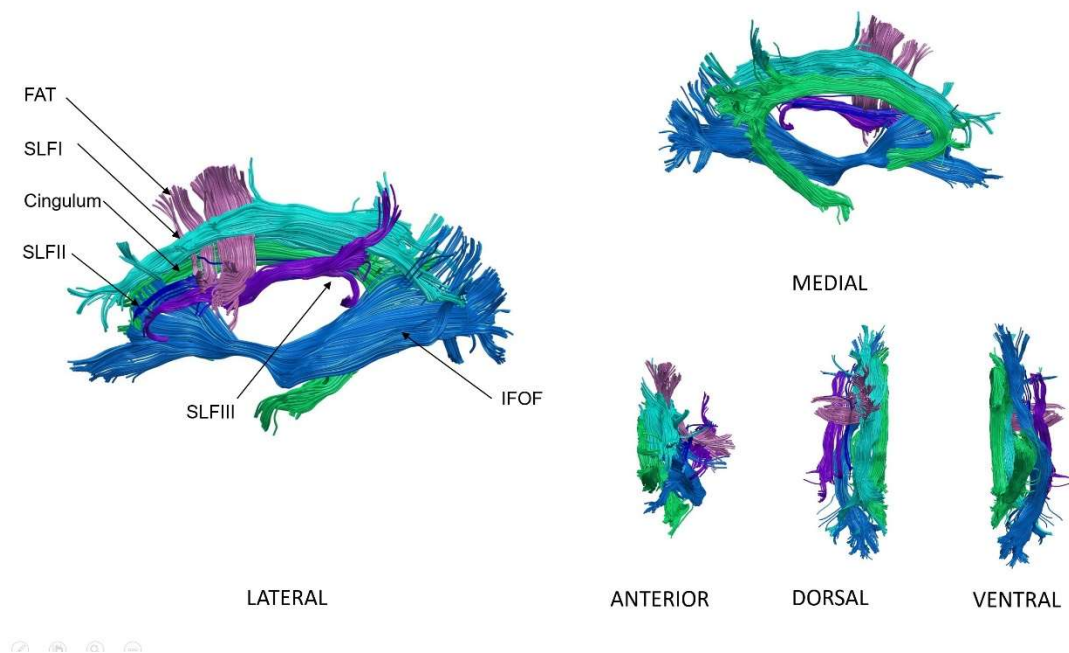 FAT
SLFI
Cingulum
SLFII
SLFIII
IFOF
LATERAL
MEDIAL
ANTERIOR
DORSAL
VENTRAL